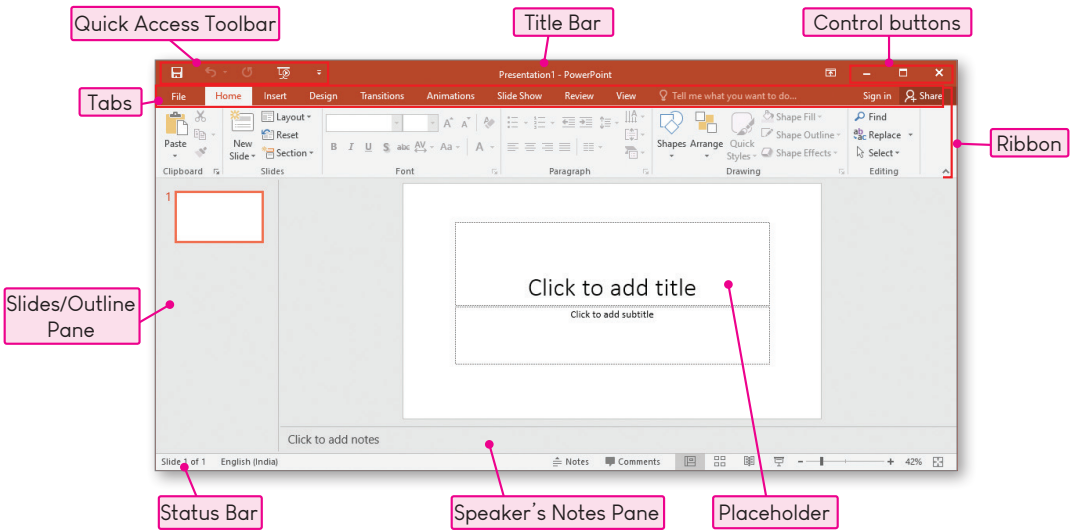 Quick Access Toolbar
Title Bar
Control buttons
Presentation1 - PowerPoint
Tabs
File Home Insert Design Transitions Animations Slide Show Review View Tell me what you want to do... Sign in Share
Paste
New
Slide
Layout
Reset
Section
B I U S abc AV Aa A
A A
Shapes Arrange Quick
Styles
Shape Fill
Shape Outline
Shape Effects
Find
Replace
Select
Clipboard Slides Font Paragraph Drawing Editing
Ribbon
1
Slides/Outline
Pane
Click to add title
Click to add subtitle
Click to add notes
Slide 1 of 1 English (India) Notes Comments - + 42%
Status Bar
Speaker's Notes Pane
Placeholder